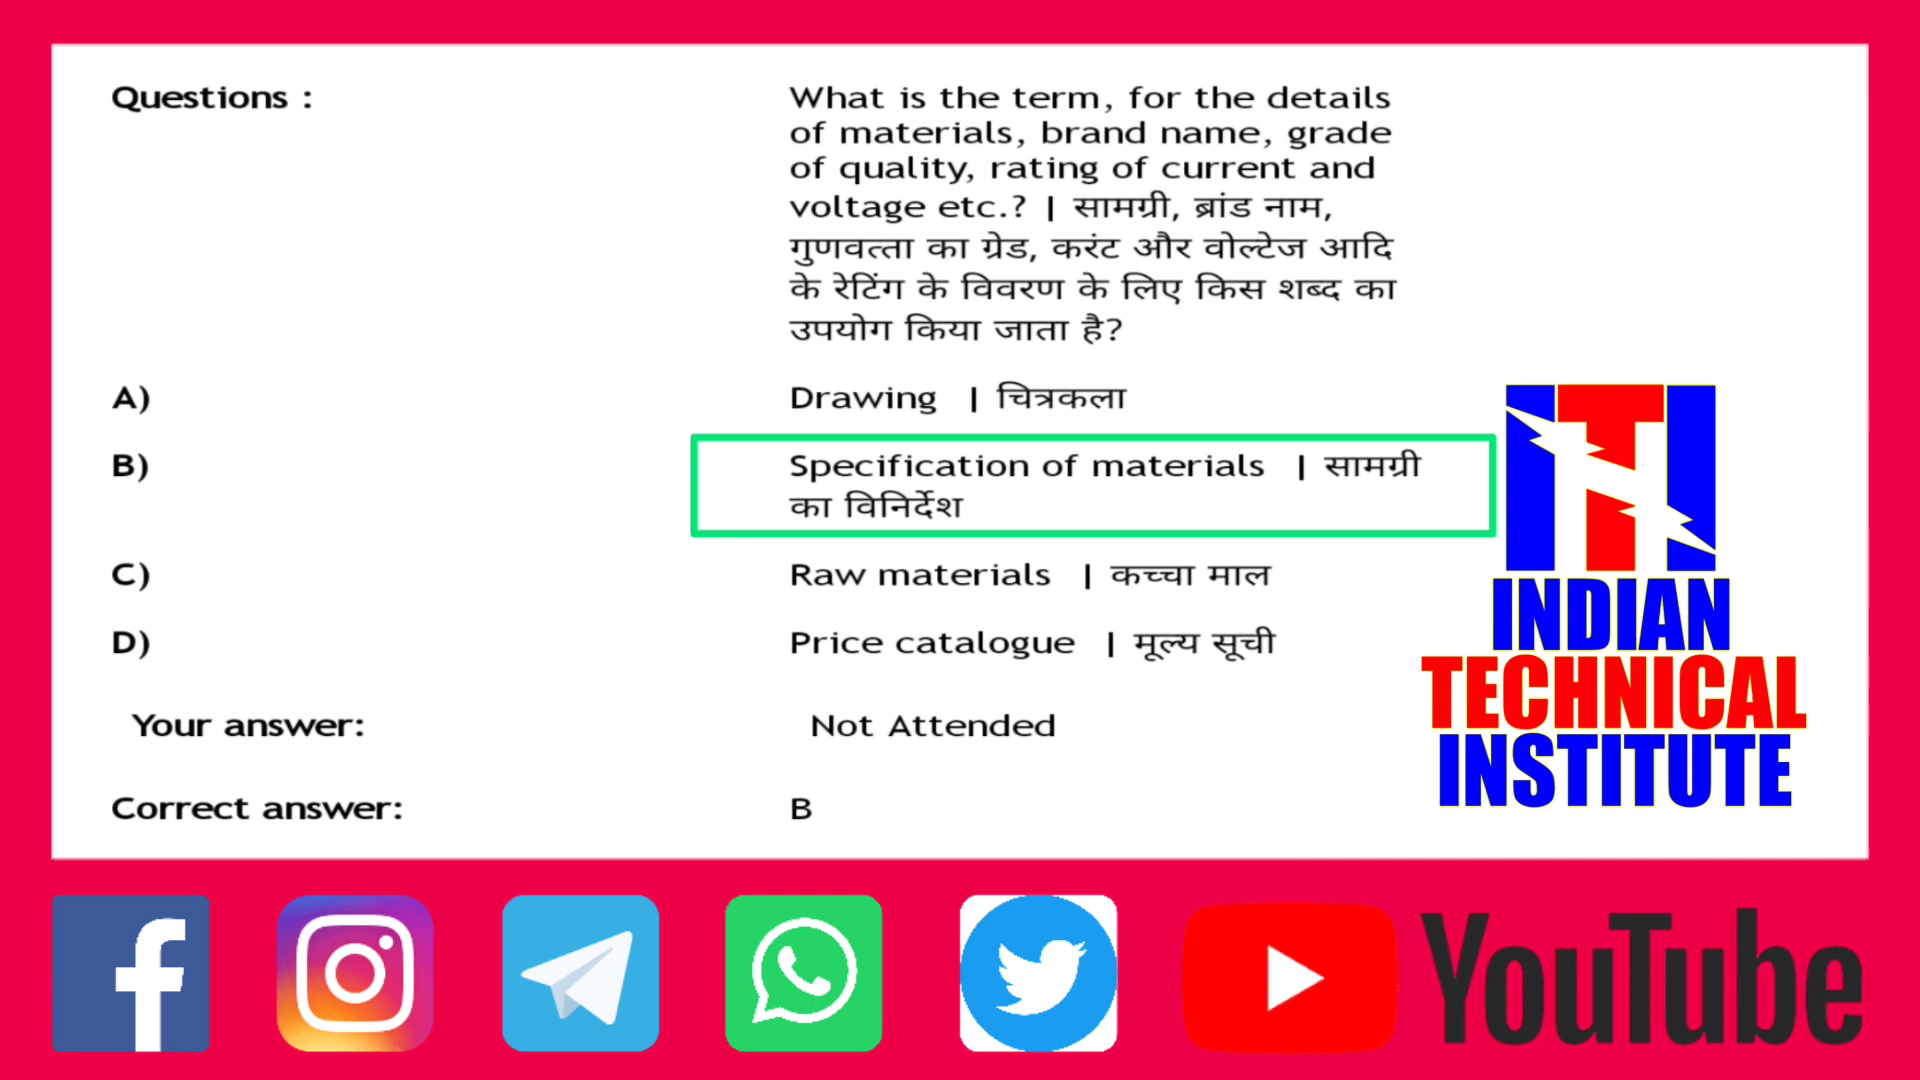 Questions :
What is the term, for the details
of materials, brand name, grade
of quality, rating of current and
voltage etc.? | सामग्री, ब्रांड नाम,
गुणवत्ता का ग्रेड, करंट और वोल्टेज आदि
के रेटिंग के विवरण के लिए किस शब्द का
उपयोग किया जाता है?
A) Drawing | चित्रकला
B) Specification of materials | सामग्री
का विनिर्देश
C) Raw materials | कच्चा माल
D) Price catalogue | मूल्य सूची
Your answer: Not Attended
Correct answer: B
ITI
INDIAN
TECHNICAL
INSTITUTE
YouTube